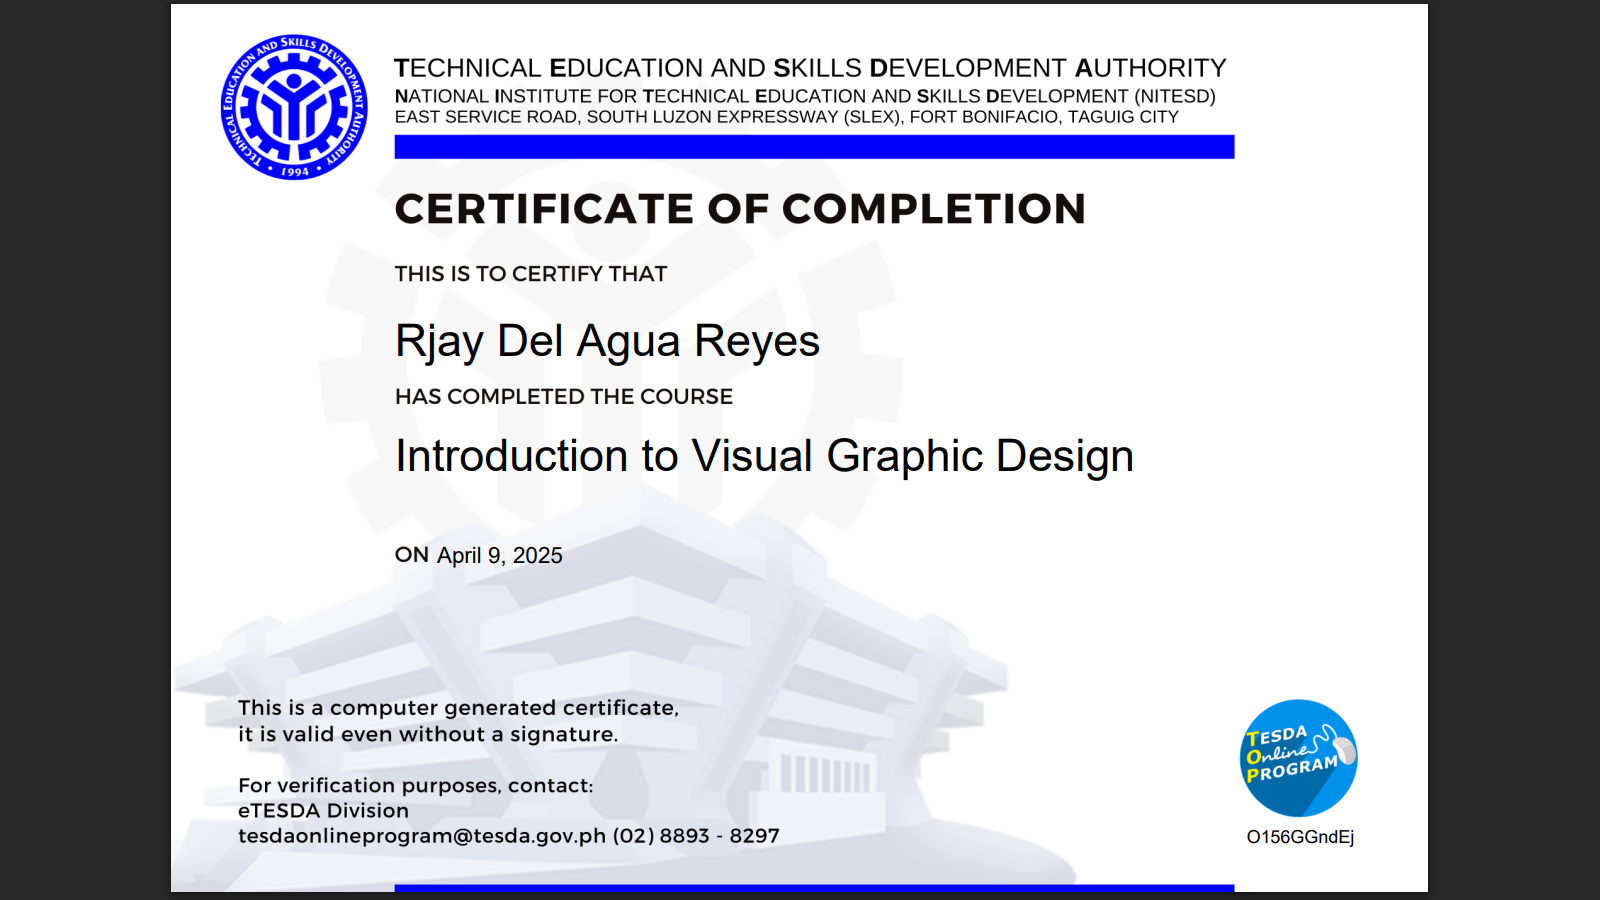 TECHNICAL EDUCATION AND SKILLS DEVELOPMENT AUTHORITY
1994
TECHNICAL EDUCATION AND SKILLS DEVELOPMENT AUTHORITY
NATIONAL INSTITUTE FOR TECHNICAL EDUCATION AND SKILLS DEVELOPMENT (NITESD)
EAST SERVICE ROAD, SOUTH LUZON EXPRESSWAY (SLEX), FORT BONIFACIO, TAGUIG CITY
CERTIFICATE OF COMPLETION
THIS IS TO CERTIFY THAT
Rjay Del Agua Reyes
HAS COMPLETED THE COURSE
Introduction to Visual Graphic Design
ON April 9, 2025
This is a computer generated certificate,
it is valid even without a signature.
For verification purposes, contact:
eTESDA Division
tesdaonlineprogram@tesda.gov.ph (02) 8893 - 8297
TESDA
Online
PROGRAM
O156GGndEj